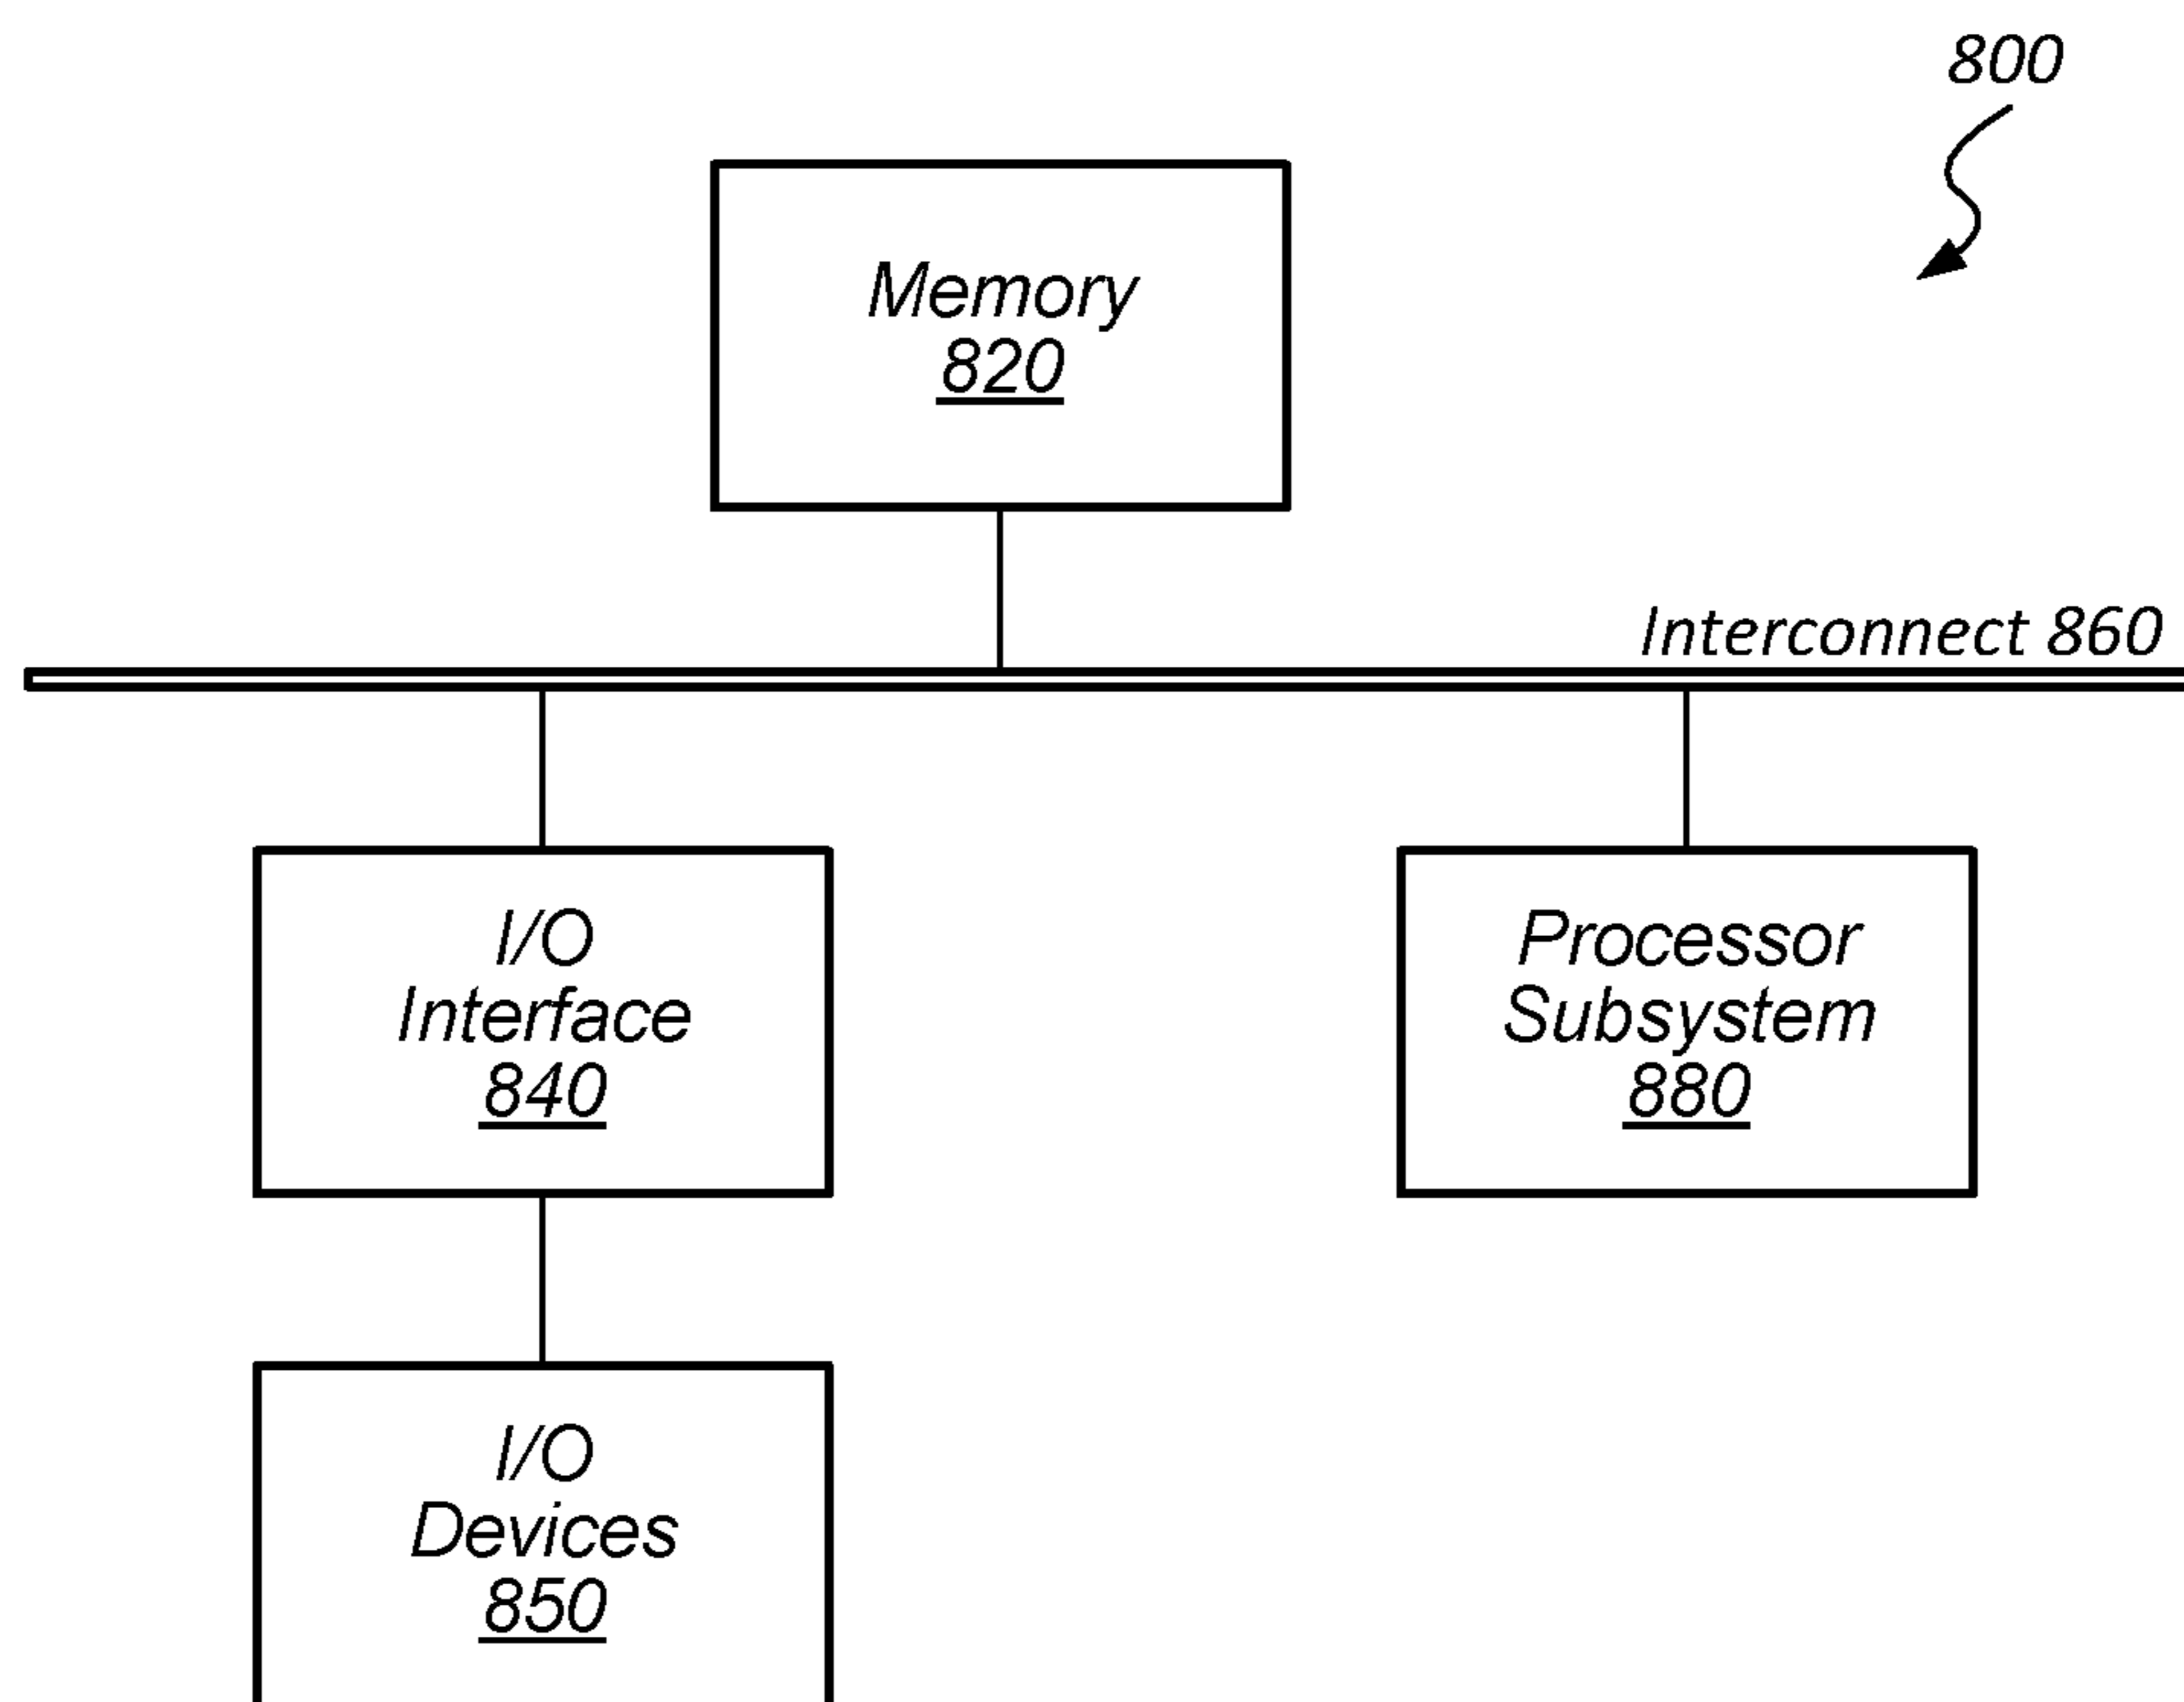 800
Memory
820
Interconnect 860
I/O
Interface
840
Processor
Subsystem
880
I/O
Devices
850